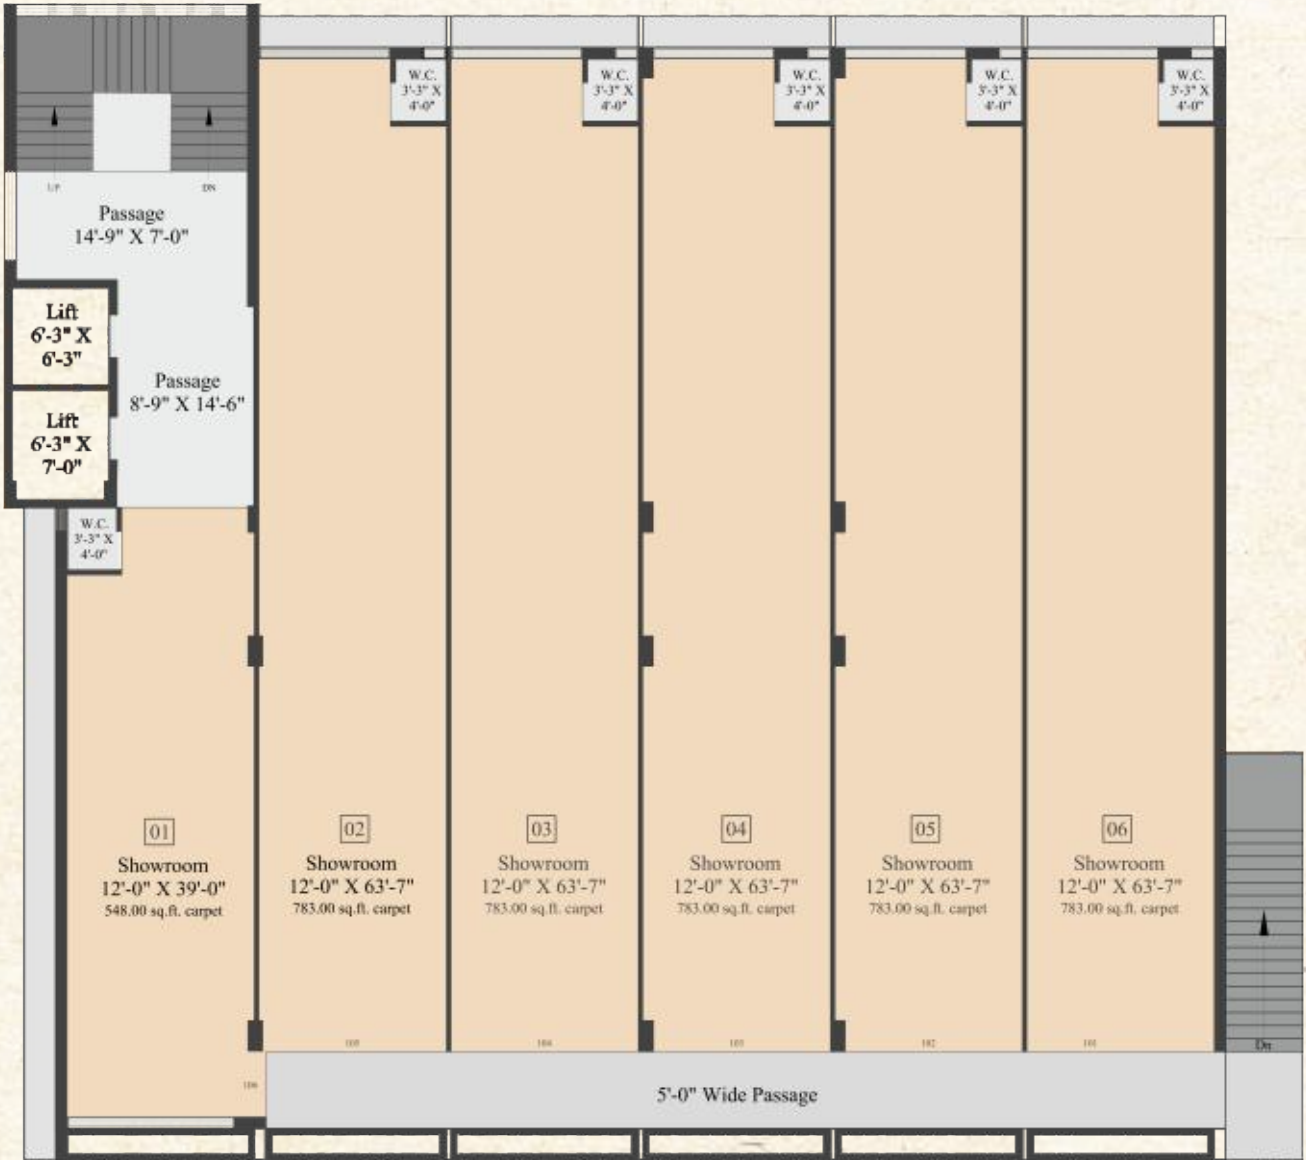 W.C.
3'-3" X
4'-0"
W.C.
3'-3" X
4'-0"
W.C.
3'-3" X
4'-0"
W.C.
3'-3" X
4'-0"
W.C.
3'-3" X
4'-0"
UP
DN
Passage
14'-9" X 7'-0"
Lift
6'-3" X
6'-3"
Passage
8'-9" X 14'-6"
Lift
6'-3" X
7'-0"
W.C.
3'-3" X
4'-0"
01
Showroom
12'-0" X 39'-0"
548.00 sq.ft. carpet
02
Showroom
12'-0" X 63'-7"
783.00 sq.ft. carpet
03
Showroom
12'-0" X 63'-7"
783.00 sq.ft. carpet
04
Showroom
12'-0" X 63'-7"
783.00 sq.ft. carpet
05
Showroom
12'-0" X 63'-7"
783.00 sq.ft. carpet
06
Showroom
12'-0" X 63'-7"
783.00 sq.ft. carpet
105
104
103
102
101
Dn
106
5'-0" Wide Passage